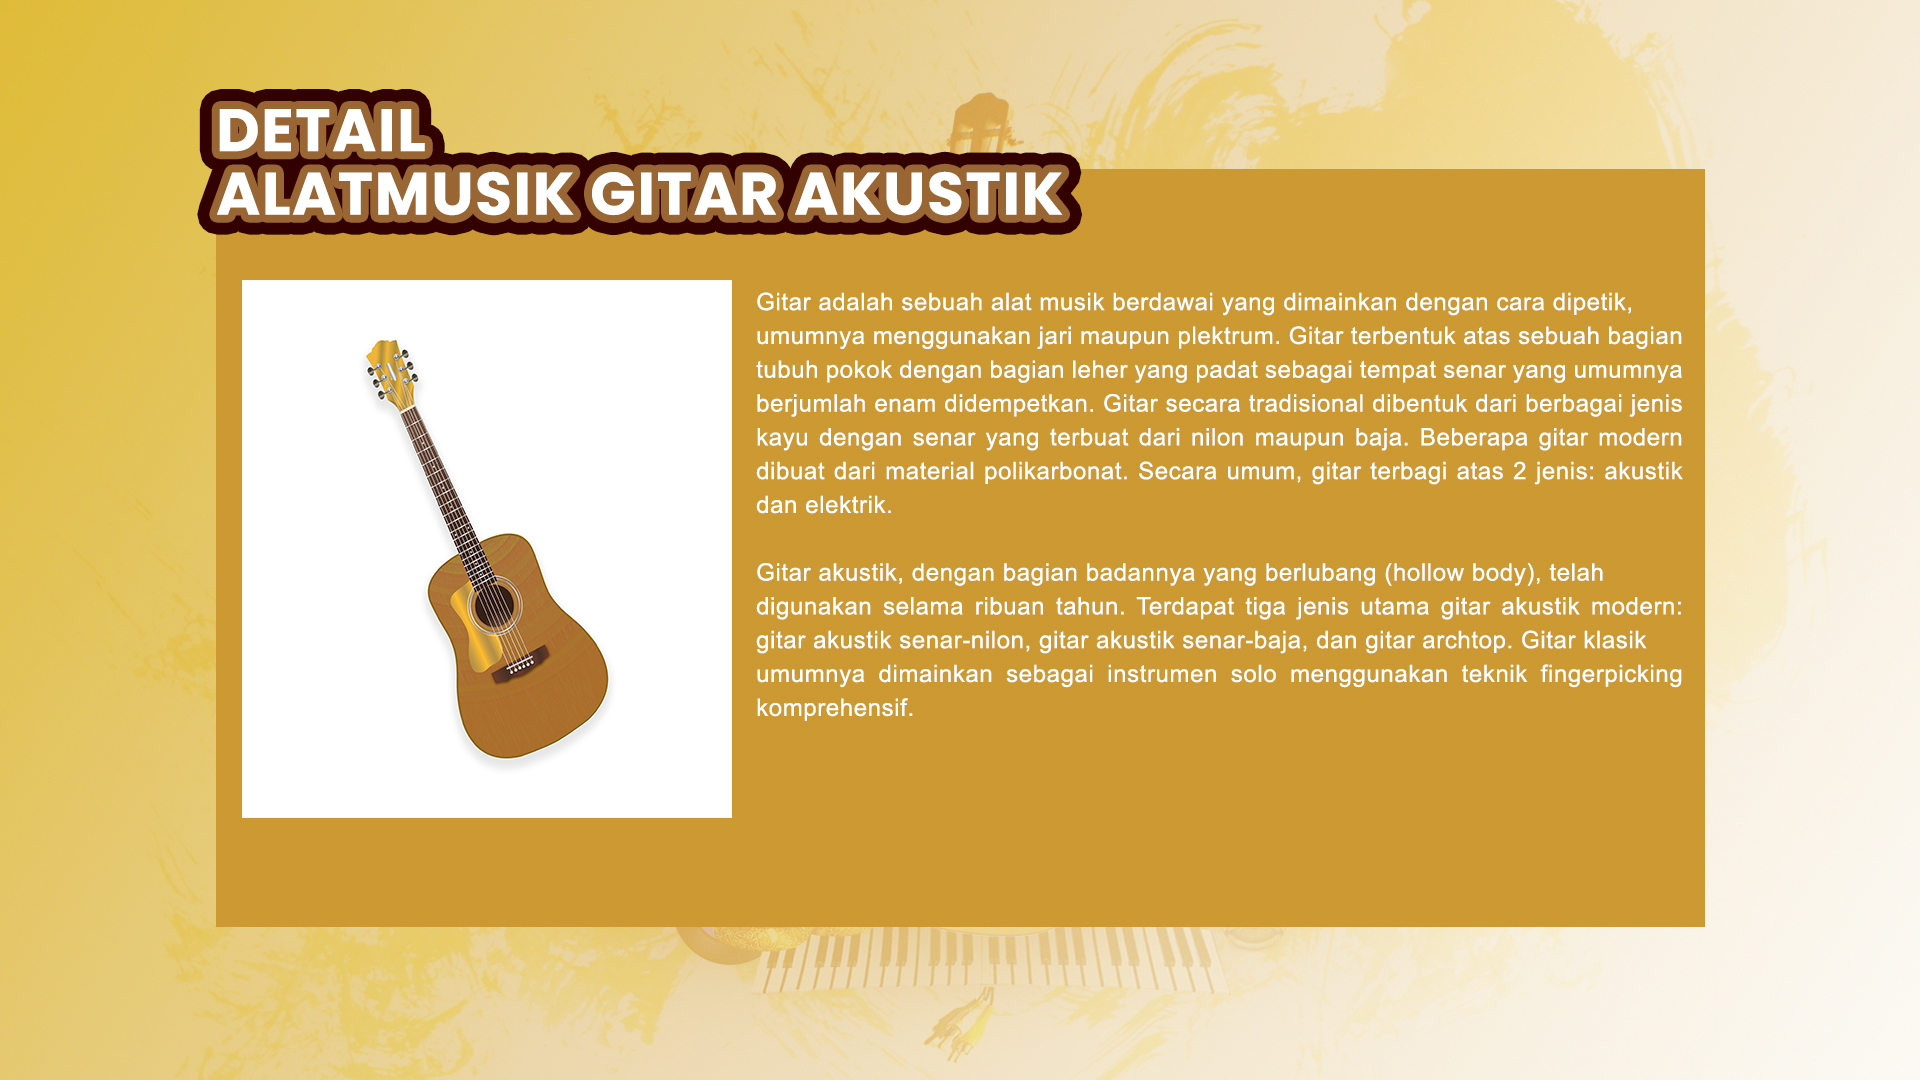 DETAIL
ALATMUSIK GITAR AKUSTIK
Gitar adalah sebuah alat musik berdawai yang dimainkan dengan cara dipetik,
umumnya menggunakan jari maupun plektrum. Gitar terbentuk atas sebuah bagian
tubuh pokok dengan bagian leher yang padat sebagai tempat senar yang umumnya
berjumlah enam didempetkan. Gitar secara tradisional dibentuk dari berbagai jenis
kayu dengan senar yang terbuat dari nilon maupun baja. Beberapa gitar modern
dibuat dari material polikarbonat. Secara umum, gitar terbagi atas 2 jenis: akustik
dan elektrik.
Gitar akustik, dengan bagian badannya yang berlubang (hollow body), telah
digunakan selama ribuan tahun. Terdapat tiga jenis utama gitar akustik modern:
gitar akustik senar-nilon, gitar akustik senar-baja, dan gitar archtop. Gitar klasik
umumnya dimainkan sebagai instrumen solo menggunakan teknik fingerpicking
komprehensif.